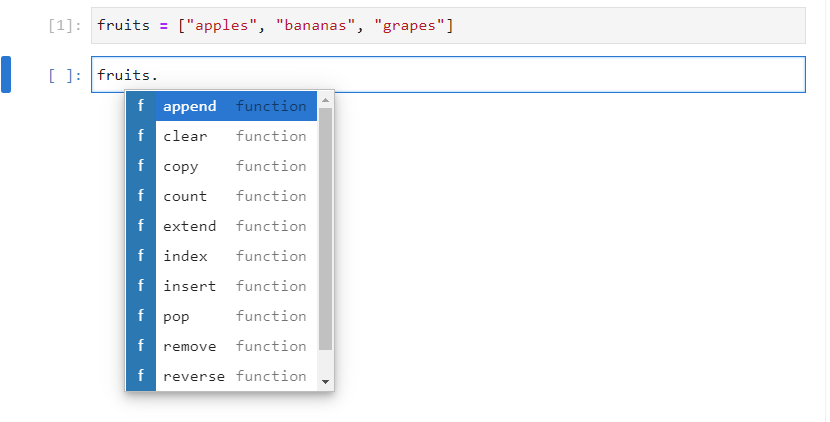 [1]: fruits = ["apples", "bananas", "grapes"]
[ ]: fruits.
f append function
f clear function
f copy function
f count function
f extend function
f index function
f insert function
f pop function
f remove function
f reverse function